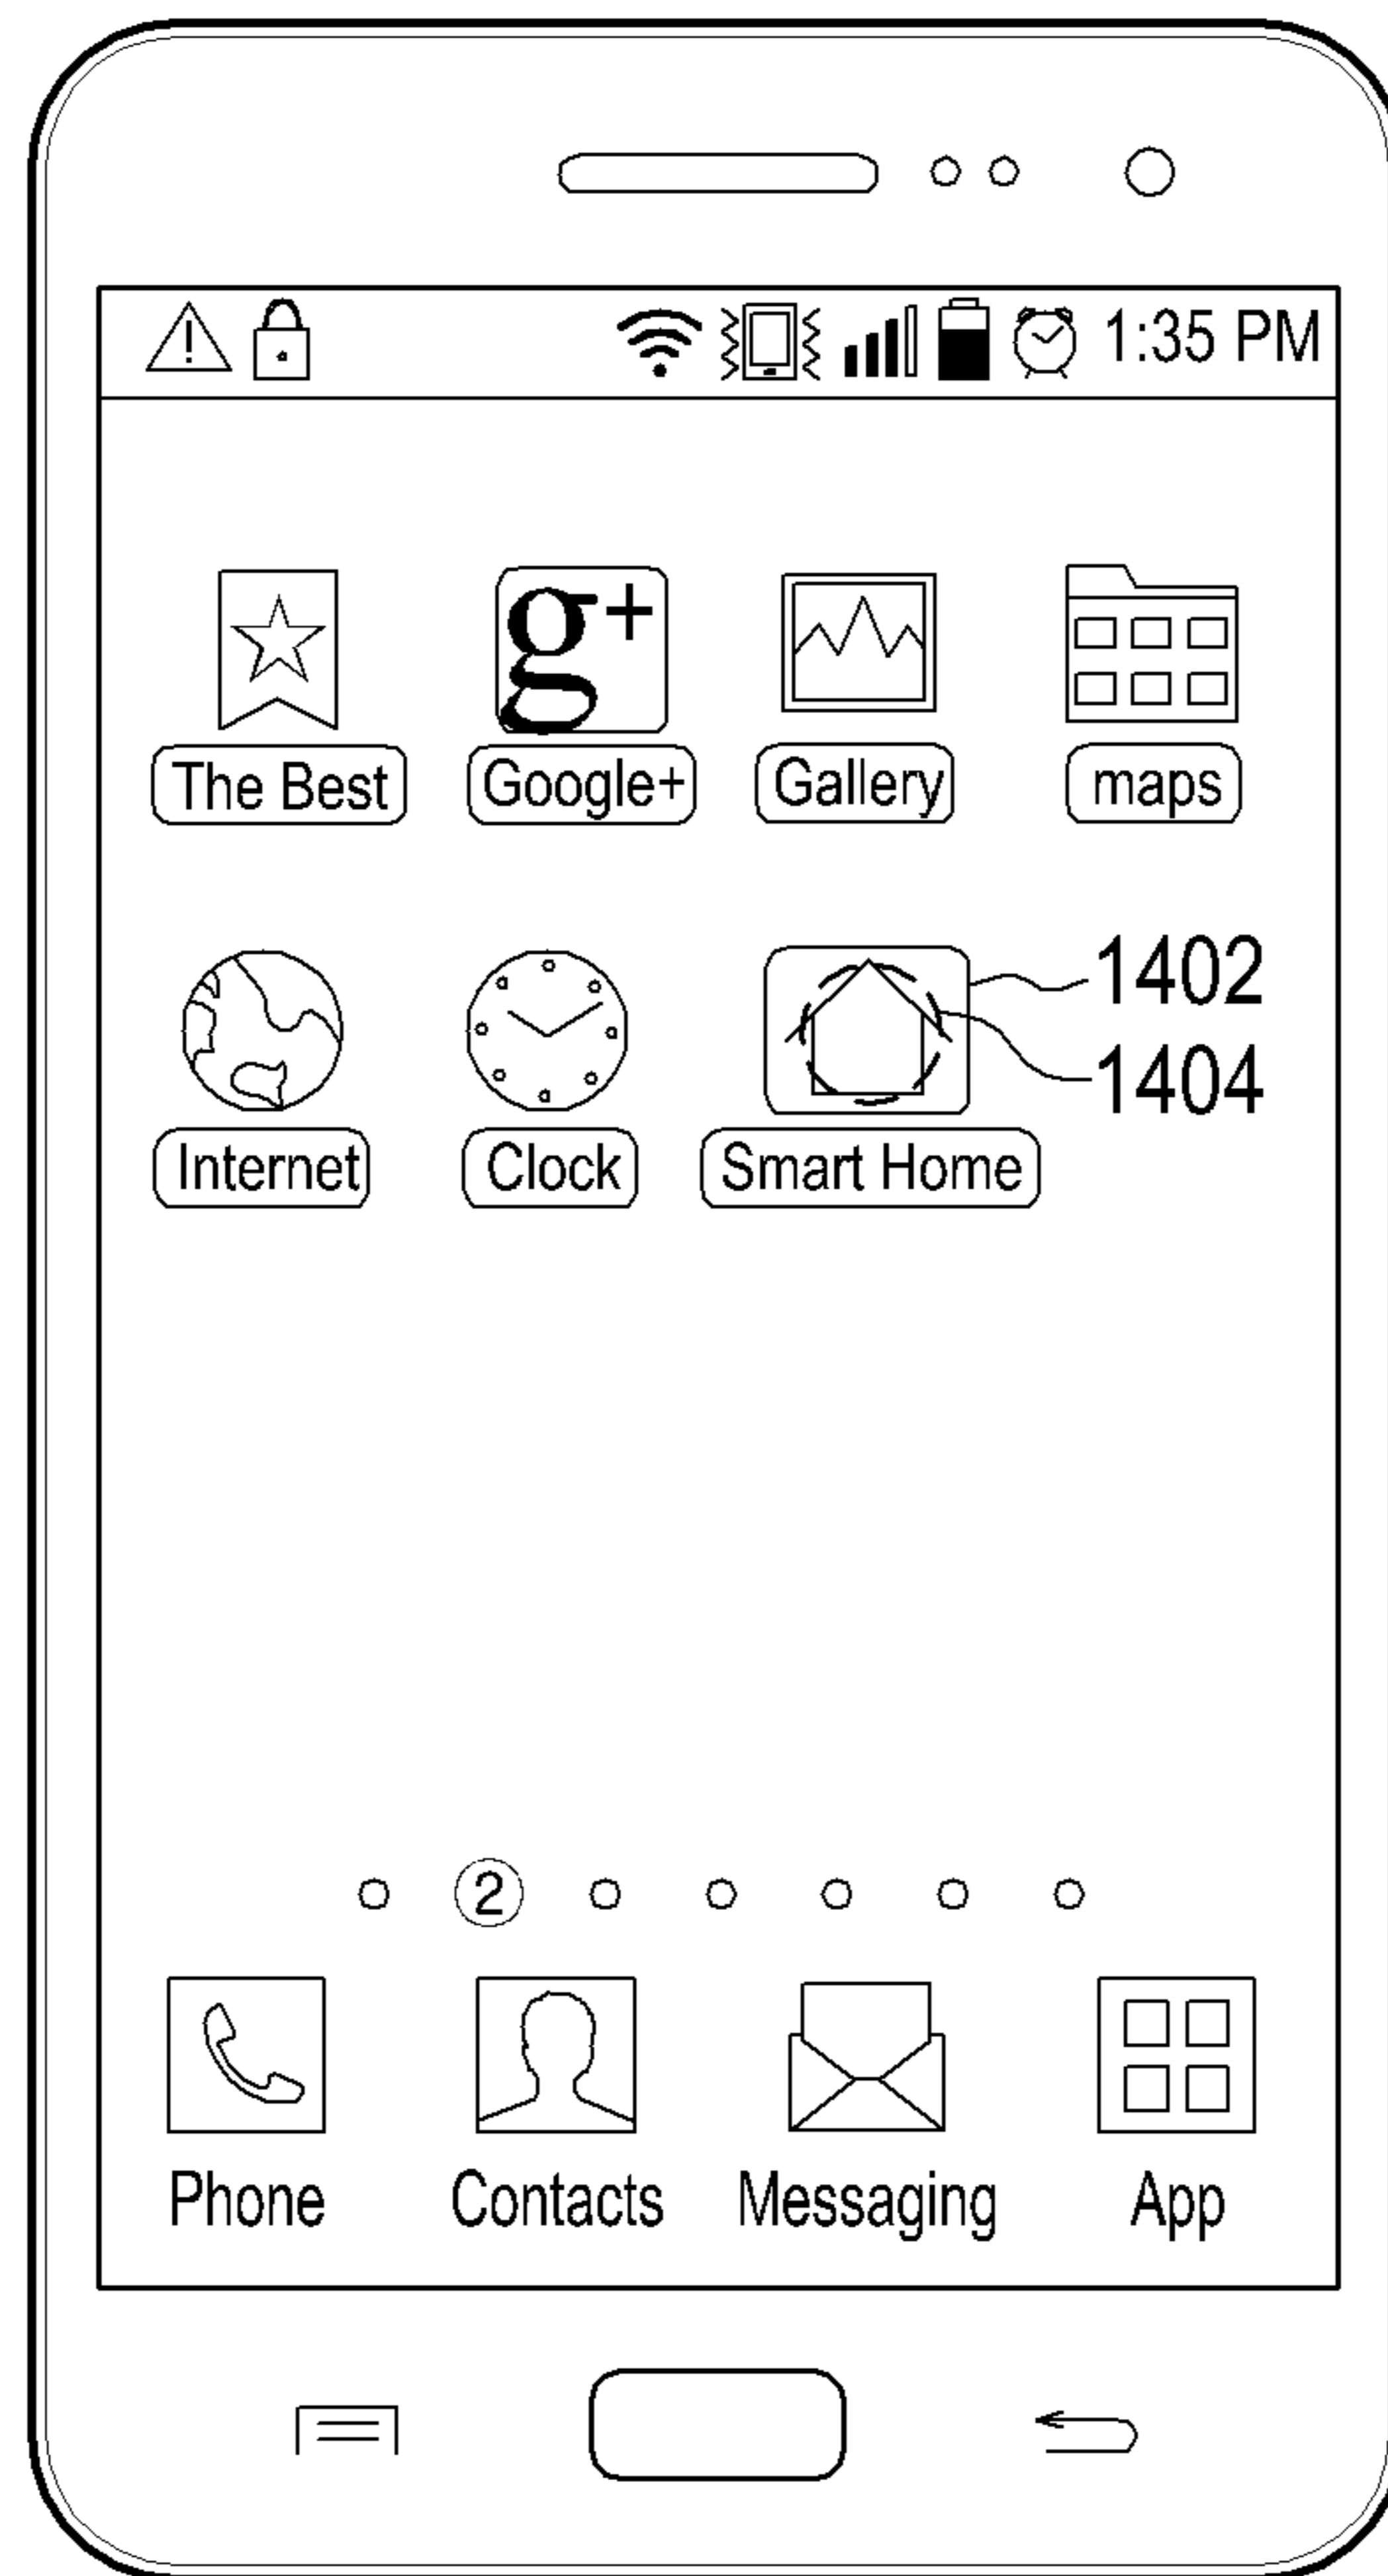 1:35 PM
g+
The Best Google+ Gallery maps
1402
1404
Internet Clock Smart Home
2
Phone Contacts Messaging App